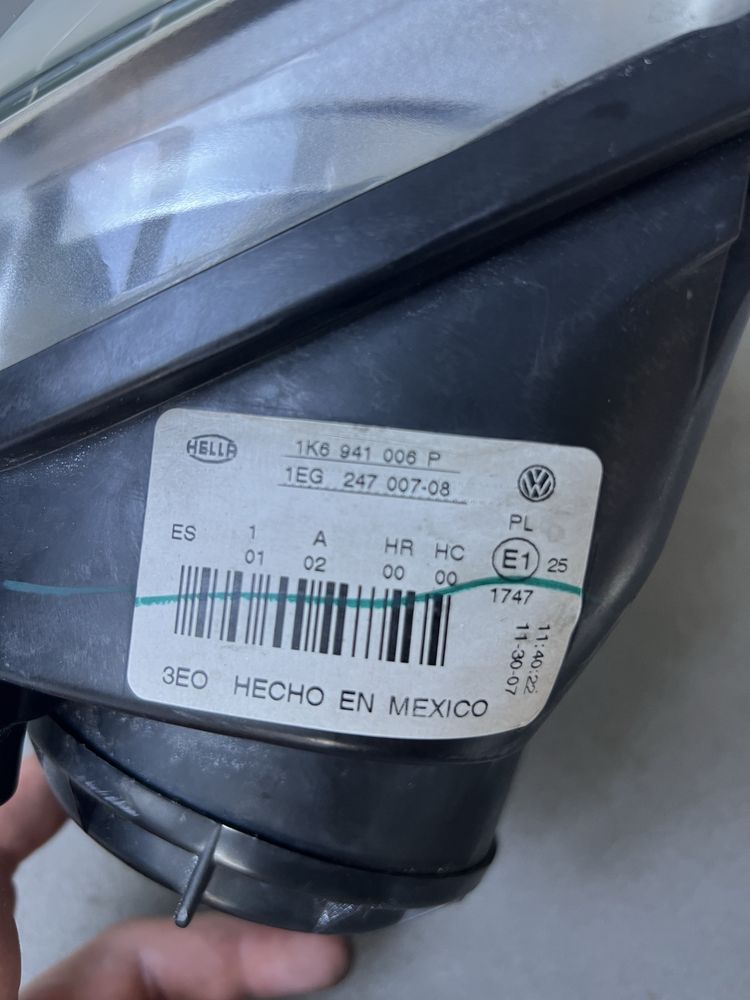 HELLA
1K6 941 006 P
1EG 247 007-08
PL
ES 1 A HR HC E1 25
01 02 00 00
1747
11:40:22
11-30-07
3EO HECHO EN MEXICO